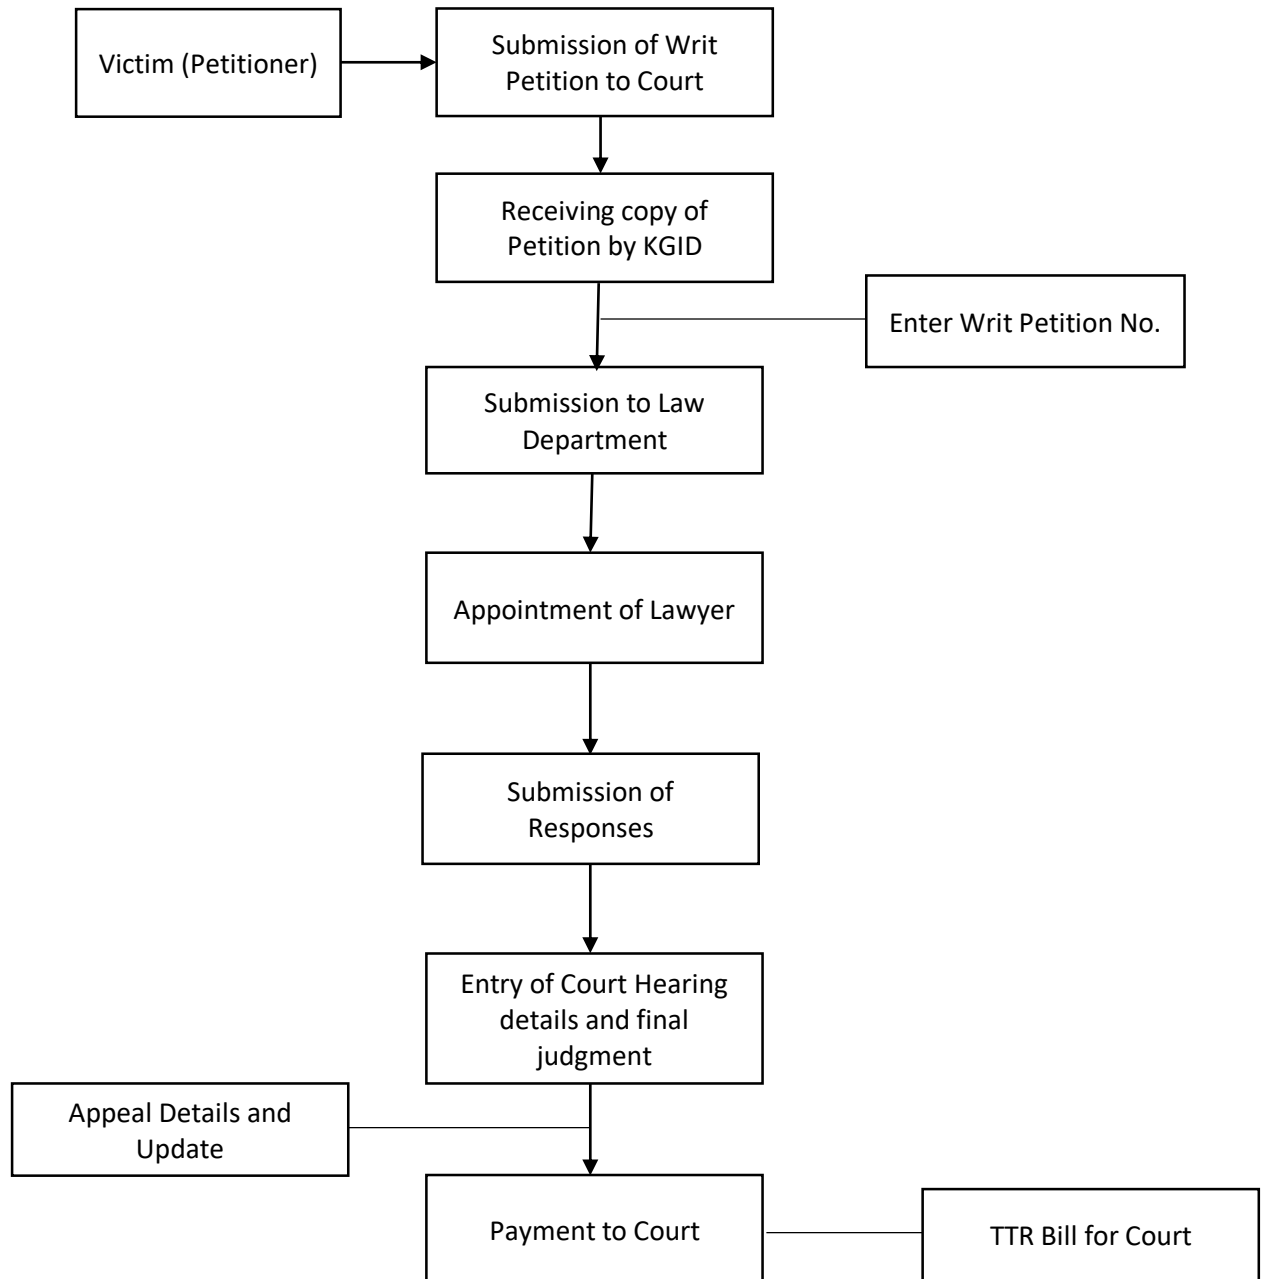 Victim (Petitioner)
Submission of Writ
Petition to Court
Receiving copy of
Petition by KGID
Enter Writ Petition No.
Submission to Law
Department
Appointment of Lawyer
Submission of
Responses
Entry of Court Hearing
details and final
judgment
Appeal Details and
Update
Payment to Court
TTR Bill for Court